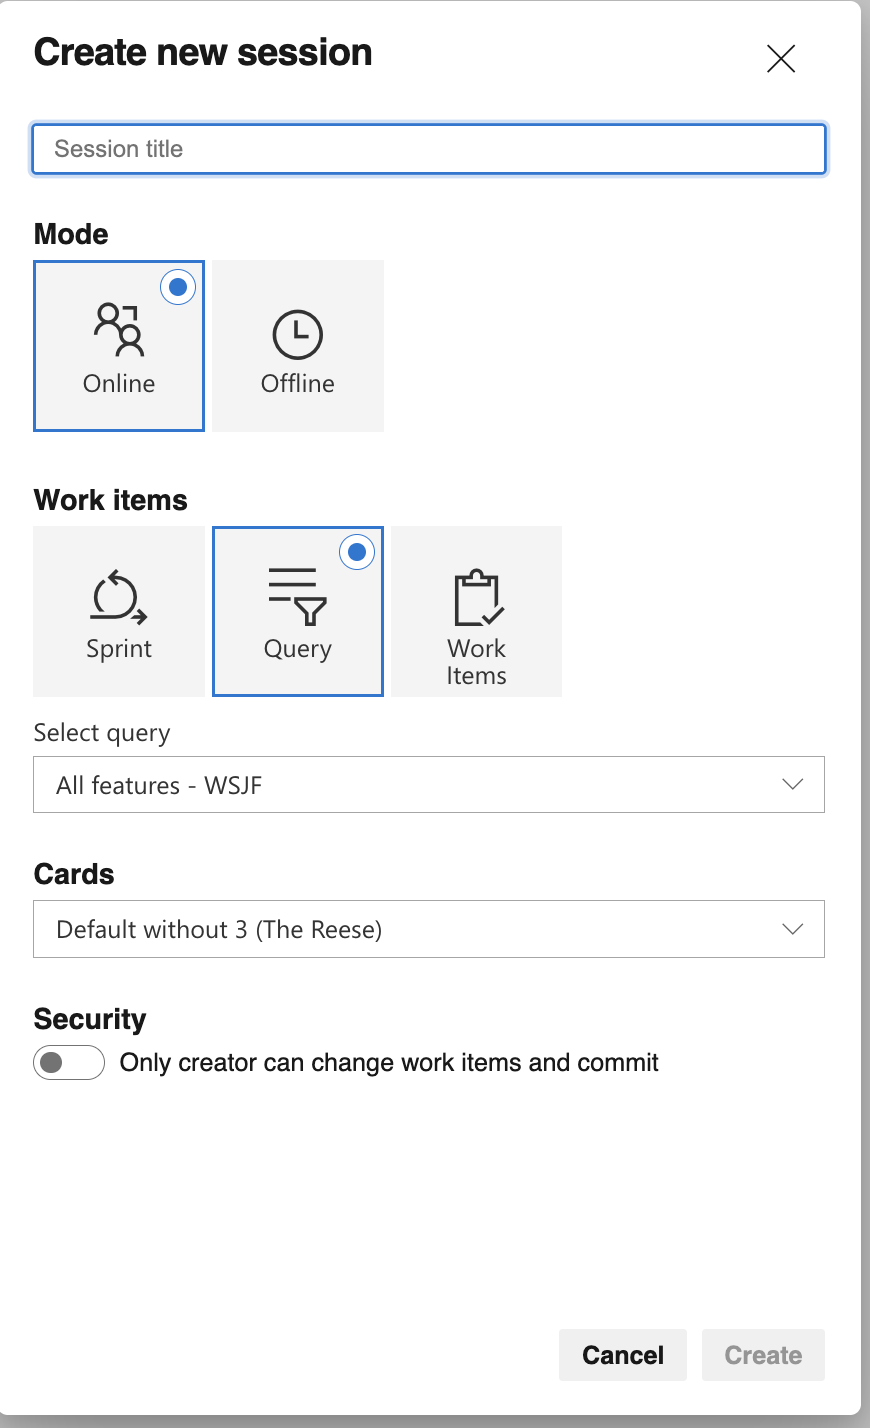 Create new session
Session title
Mode
Online
Offline
Work items
Sprint
Query
Work
Items
Select query
All features - WSJF
Cards
Default without 3 (The Reese)
Security
Only creator can change work items and commit
Cancel
Create